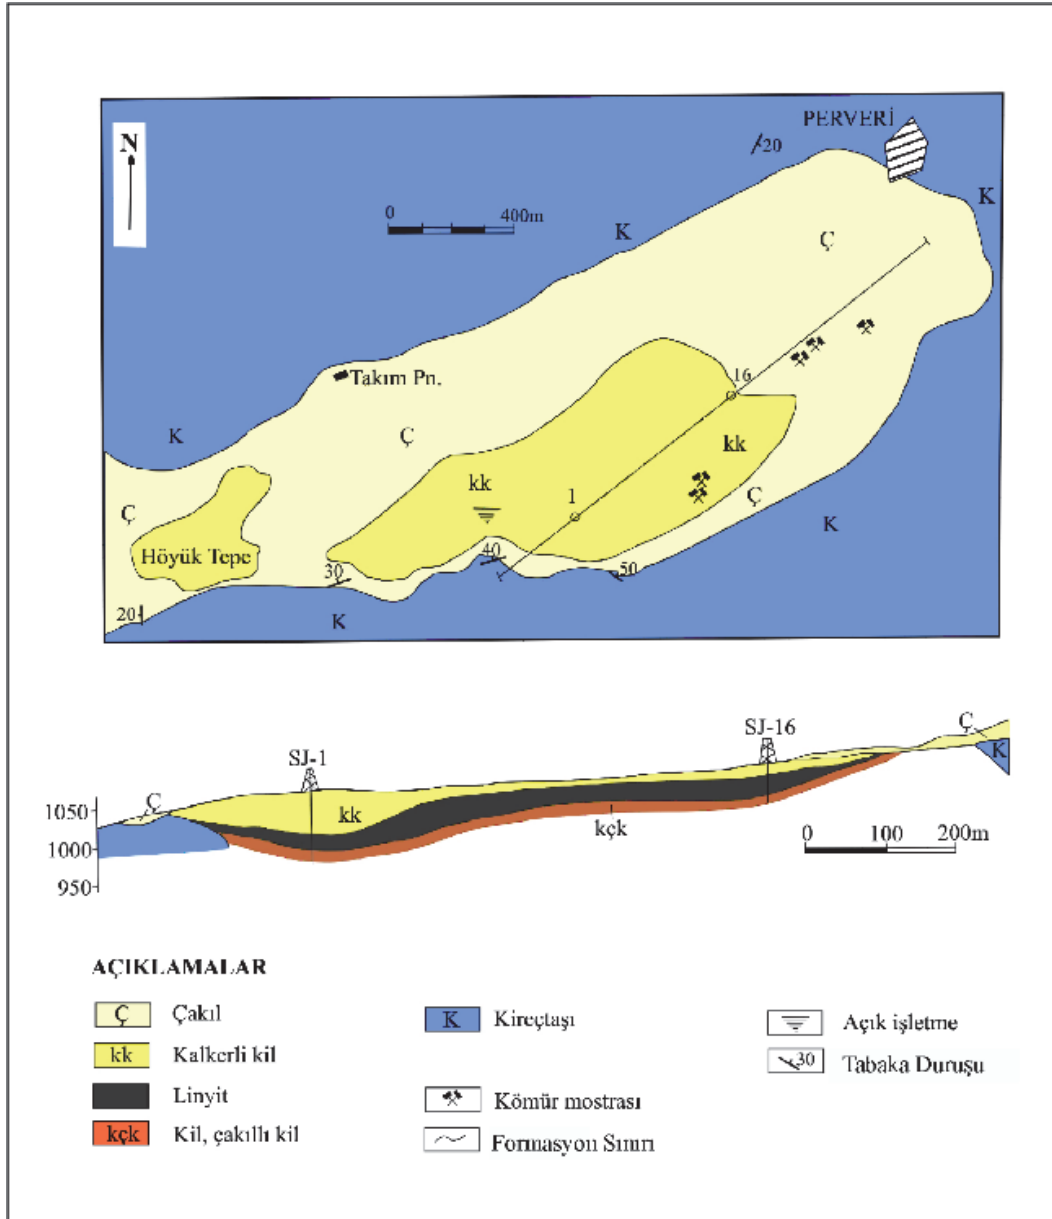 PERVERİ
N
20
K
0 400m
K
Ç
16
Takım Pn.
K
Ç
kk
kk
1
Ç
Ç
K
Höyük Tepe
40
30
50
20
K
SJ-16
Ç
K
SJ-1
1050
Ç
kk
kçk
0 100 200m
1000
950
AÇIKLAMALAR
Ç Çakıl
K Kireçtaşı
Açık işletme
kk Kalkerli kil
30 Tabaka Duruşu
Linyit
Kömür mostrası
kçk Kil, çakıllı kil
Formasyon Sınırı